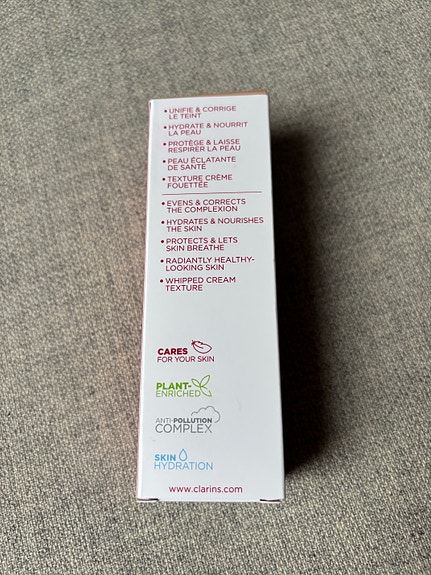 • UNIFIE & CORRIGE
LE TEINT
• HYDRATE & NOURRIT
LA PEAU
• PROTÈGE & LAISSE
RESPIRER LA PEAU
• PEAU ÉCLATANTE
DE SANTÉ
• TEXTURE CRÈME
FOUETTÉE
• EVENS & CORRECTS
THE COMPLEXION
• HYDRATES & NOURISHES
THE SKIN
• PROTECTS & LETS
SKIN BREATHE
• RADIANTLY HEALTHY-
LOOKING SKIN
• WHIPPED CREAM
TEXTURE
CARES
FOR YOUR SKIN
PLANT-
ENRICHED
ANTI-POLLUTION
COMPLEX
SKIN
HYDRATION
www.clarins.com